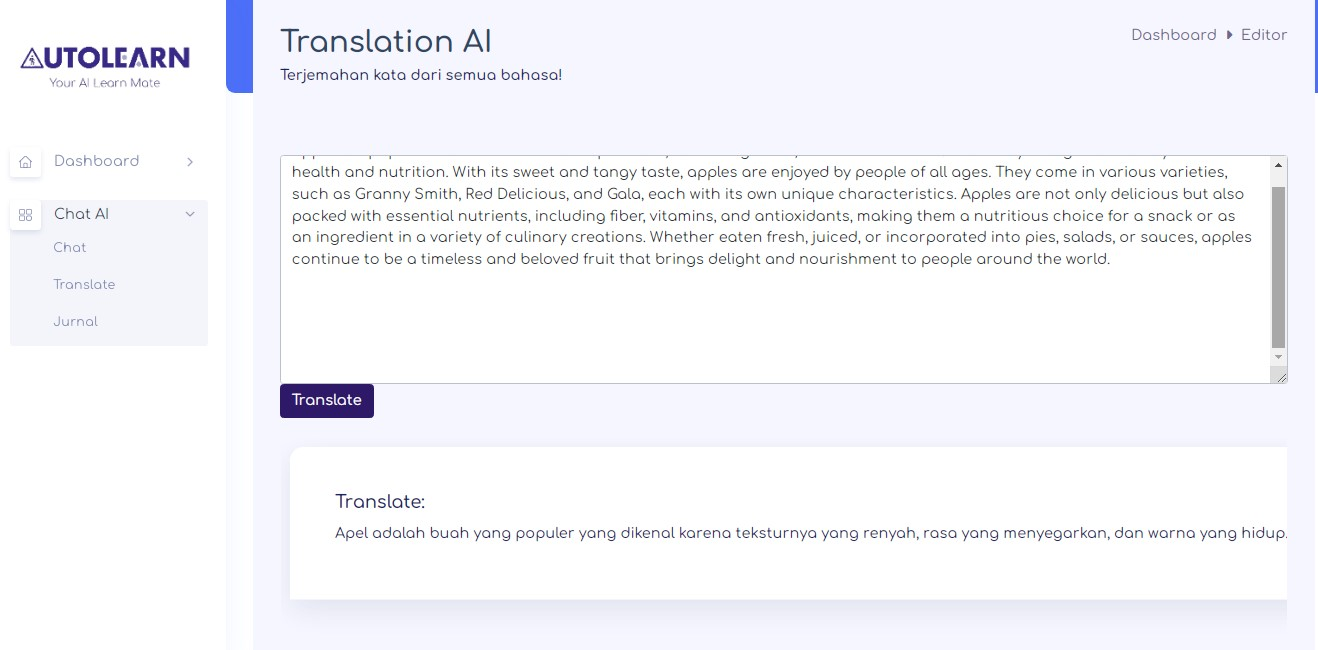 AUTOLEARN
Your AI Learn Mate
Dashboard
Chat AI
Chat
Translate
Jurnal
Translation AI
Terjemahan kata dari semua bahasa!
Dashboard Editor
health and nutrition. With its sweet and tangy taste, apples are enjoyed by people of all ages. They come in various varieties,
such as Granny Smith, Red Delicious, and Gala, each with its own unique characteristics. Apples are not only delicious but also
packed with essential nutrients, including fiber, vitamins, and antioxidants, making them a nutritious choice for a snack or as
an ingredient in a variety of culinary creations. Whether eaten fresh, juiced, or incorporated into pies, salads, or sauces, apples
continue to be a timeless and beloved fruit that brings delight and nourishment to people around the world.
Translate
Translate:
Apel adalah buah yang populer yang dikenal karena teksturnya yang renyah, rasa yang menyegarkan, dan warna yang hidup.